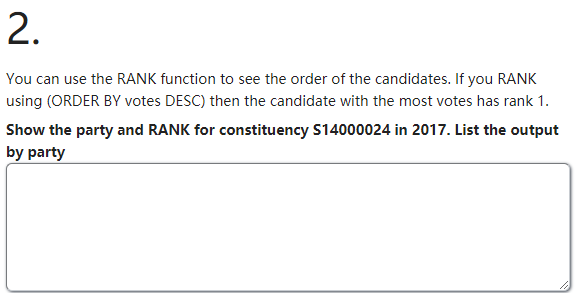 2.
You can use the RANK function to see the order of the candidates. If you RANK
using (ORDER BY votes DESC) then the candidate with the most votes has rank 1.
Show the party and RANK for constituency S14000024 in 2017. List the output
by party